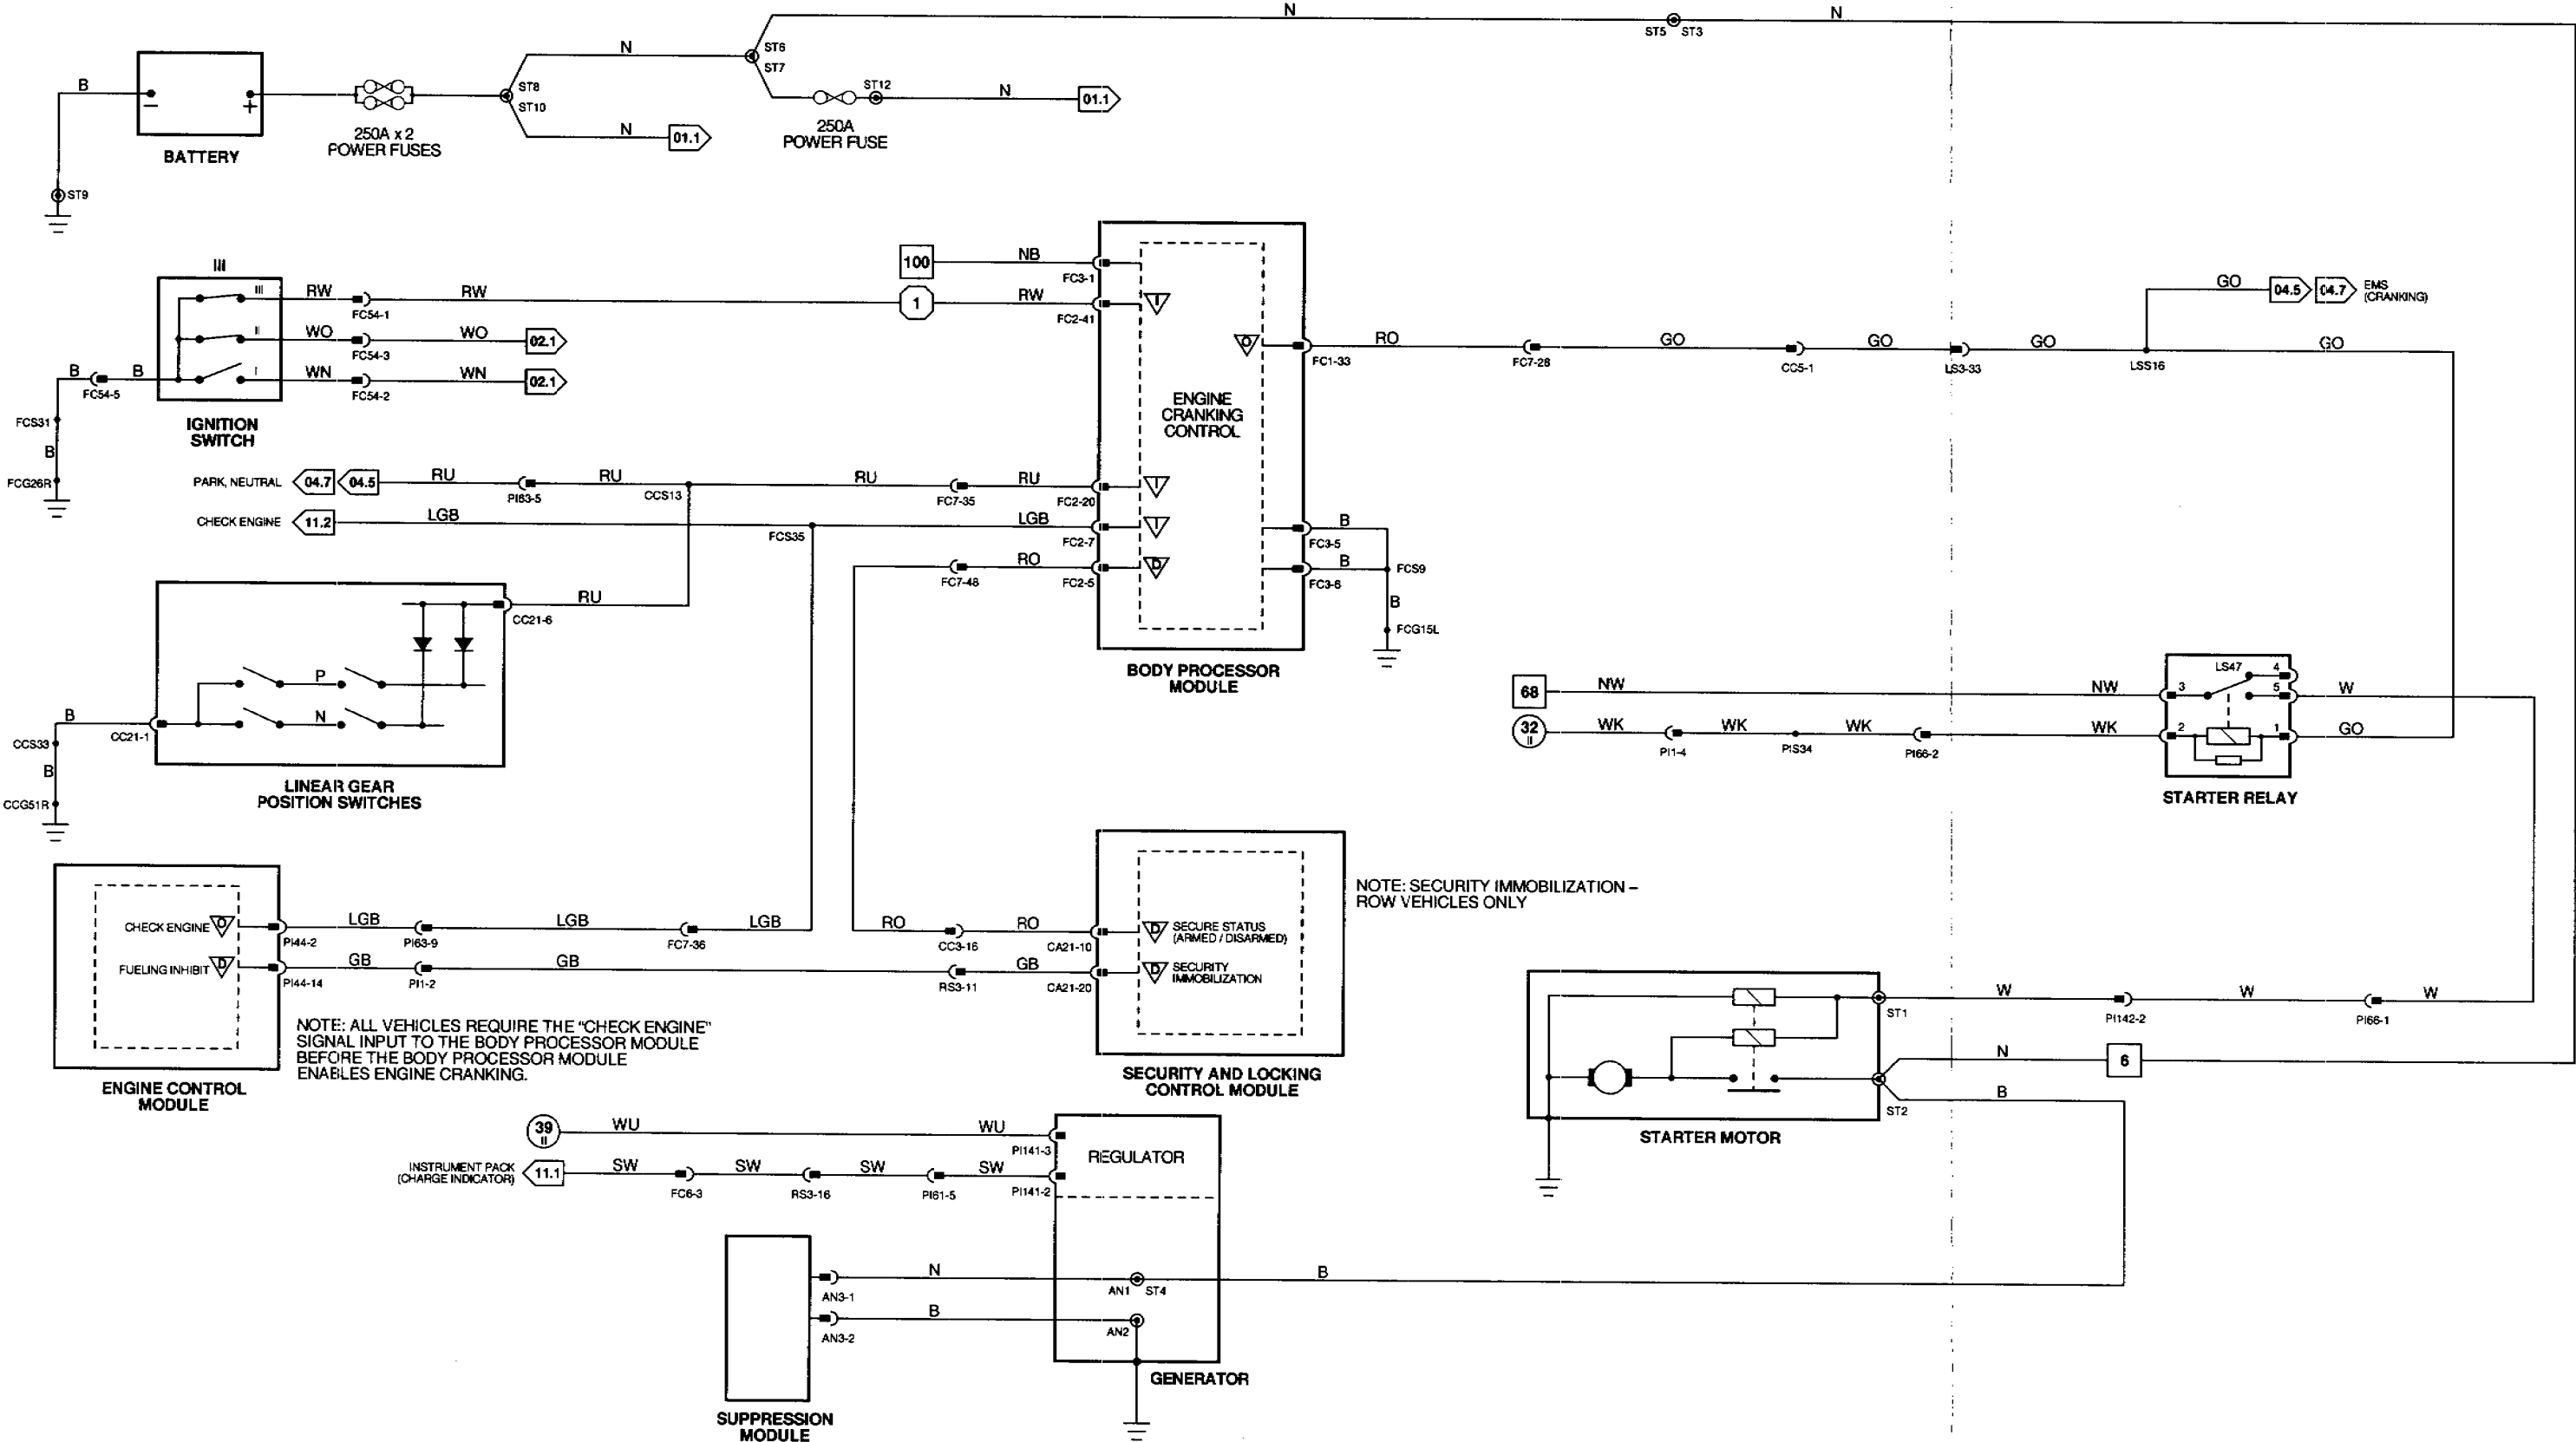 N
N
ST5 ST3
B
N
ST6
ST7
ST8
ST10
ST12
N
01.1
250A x 2
POWER FUSES
250A
POWER FUSE
N
01.1
BATTERY
ST9
III
100
NB
FC3-1
III
RW
RW
FC54-1
1
RW
FC2-41
II
WO
WO
FC54-3
02.1
I
WN
WN
FC54-2
02.1
B
B
FC54-5
FCS31
B
FCG26R
IGNITION
SWITCH
I
O
RO
FC1-33
FC7-28
GO
CC5-1
GO
LS3-33
GO
LSS16
GO
GO
04.5
04.7
EMS
(CRANKING)
ENGINE
CRANKING
CONTROL
PARK, NEUTRAL
04.7
04.5
RU
PI63-5
RU
CCS13
RU
FC7-35
RU
FC2-20
I
CHECK ENGINE
11.2
LGB
FCS35
LGB
FC2-7
I
FC7-48
RO
FC2-5
D
B
FC3-5
B
FC3-6
FCS9
B
FCG15L
BODY PROCESSOR
MODULE
RU
CC21-6
P
N
B
CC21-1
CCS33
B
CCG51R
LINEAR GEAR
POSITION SWITCHES
68
NW
NW
32
II
WK
PI1-4
WK
PIS34
WK
PI66-2
WK
LS47
3
4
5
2
1
W
GO
STARTER RELAY
CHECK ENGINE
O
PI44-2
LGB
PI63-9
LGB
FC7-36
LGB
FUELING INHIBIT
D
PI44-14
GB
PI1-2
GB
RS3-11
GB
CA21-20
RO
CC3-16
RO
CA21-10
D
SECURE STATUS
(ARMED / DISARMED)
D
SECURITY
IMMOBILIZATION
NOTE: SECURITY IMMOBILIZATION –
ROW VEHICLES ONLY
NOTE: ALL VEHICLES REQUIRE THE "CHECK ENGINE"
SIGNAL INPUT TO THE BODY PROCESSOR MODULE
BEFORE THE BODY PROCESSOR MODULE
ENABLES ENGINE CRANKING.
ENGINE CONTROL
MODULE
SECURITY AND LOCKING
CONTROL MODULE
ST1
W
PI142-2
W
PI66-1
W
N
6
ST2
B
STARTER MOTOR
39
II
WU
WU
PI141-3
REGULATOR
INSTRUMENT PACK
(CHARGE INDICATOR)
11.1
SW
FC6-3
SW
RS3-16
SW
PI61-5
SW
PI141-2
AN3-1
N
AN1 ST4
B
AN3-2
B
AN2
GENERATOR
SUPPRESSION
MODULE